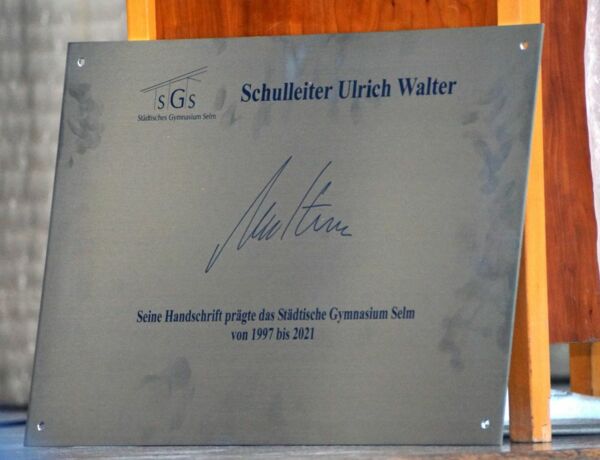 sGs
Städtisches Gymnasium Selm
Schulleiter Ulrich Walter
Seine Handschrift prägte das Städtische Gymnasium Selm
von 1997 bis 2021